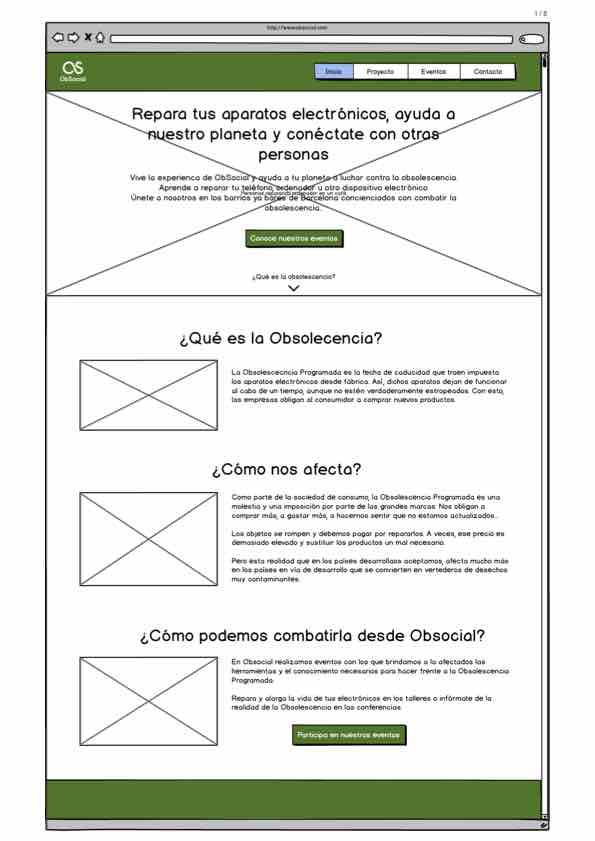 1 / 8
http://www.obsocial.com
ObSocial
Inicio Proyecto Eventos Contacto
Repara tus aparatos electrónicos, ayuda a
nuestro planeta y conéctate con otras
personas
Vive la experienca de ObSocial y ayuda a tu planeta a luchar contra la obsolescencia.
Aprende a reparar tu teléfono, ordenador u otro dispositivo electrónico
Personas reparando ordenador en un café
Únete a nosotros en los barrios ya bares de Barcelona concienciados con combatir la
obsolescencia.
Conoce nuestros eventos
¿Qué es la obsolescencia?
¿Qué es la Obsolecencia?
La Obsolescecncia Programada es la fecha de caducidad que traen impuesta
los aparatos electrónicos desde fábrica. Así, dichos aparatos dejan de funcionar
al cabo de un tiempo, aunque no estén verdaderamente estropeados. Con esto,
las empresas obligan al consumidor a comprar nuevos productos.
¿Cómo nos afecta?
Como parte de la sociedad de consumo, la Obsolescencia Programada es una
molestia y una imposición por parte de las grandes marcas. Nos obligan a
comprar más, a gastar más, a hacernos sentir que no estamos actualizados...
Los objetos se rompen y debemos pagar por repararlos. A veces, ese precio es
demasiado elevado y sustituir los productos un mal necesario.
Pero esta realidad que en los países desarrollaos aceptamos, afecta mucho más
en los países en vía de desarrollo que se convierten en vertederos de desechos
muy contaminantes.
¿Cómo podemos combatirla desde Obsocial?
En Obsocial realizamos eventos con los que brindamos a la afectados las
herramientas y el conocimiento necesarios para hacer frente a la Obsolescencia
Programada.
Repara y alarga la vida de tus electrónicos en los talleres o infórmate de la
realidad de la Obsolescencia en las conferencias.
Participa en nuestros eventos